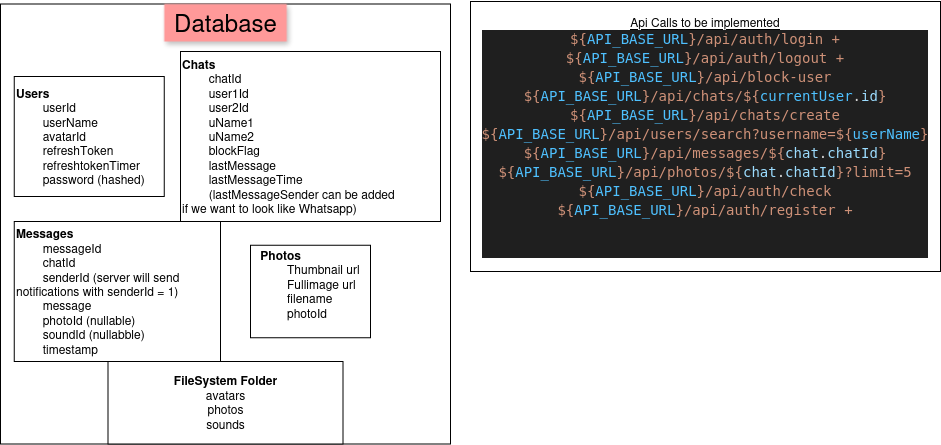 Database
Users
userId
userName
avatarId
refreshToken
refreshtokenTimer
password (hashed)
Chats
chatId
user1Id
user2Id
uName1
uName2
blockFlag
lastMessage
lastMessageTime
(lastMessageSender can be added
if we want to look like Whatsapp)
Messages
messageId
chatId
senderId (server will send
notifications with senderId = 1)
message
photoId (nullable)
soundId (nullabble)
timestamp
Photos
Thumbnail url
Fullimage url
filename
photoId
FileSystem Folder
avatars
photos
sounds
Api Calls to be implemented
${API_BASE_URL}/api/auth/login +
${API_BASE_URL}/api/auth/logout +
${API_BASE_URL}/api/block-user
${API_BASE_URL}/api/chats/${currentUser.id}
${API_BASE_URL}/api/chats/create
${API_BASE_URL}/api/users/search?username=${userName}
${API_BASE_URL}/api/messages/${chat.chatId}
${API_BASE_URL}/api/photos/${chat.chatId}?limit=5
${API_BASE_URL}/api/auth/check
${API_BASE_URL}/api/auth/register +